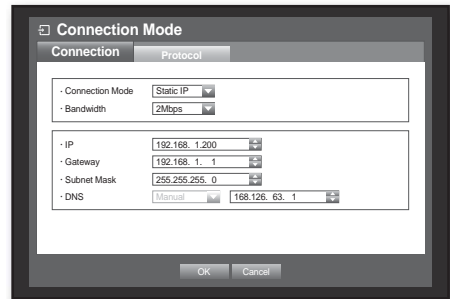 Connection Mode
Connection Protocol
· Connection Mode Static IP
· Bandwidth 2Mbps
· IP 192.168. 1.200
· Gateway 192.168. 1. 1
· Subnet Mask 255.255.255. 0
· DNS Manual 168.126. 63. 1
OK Cancel